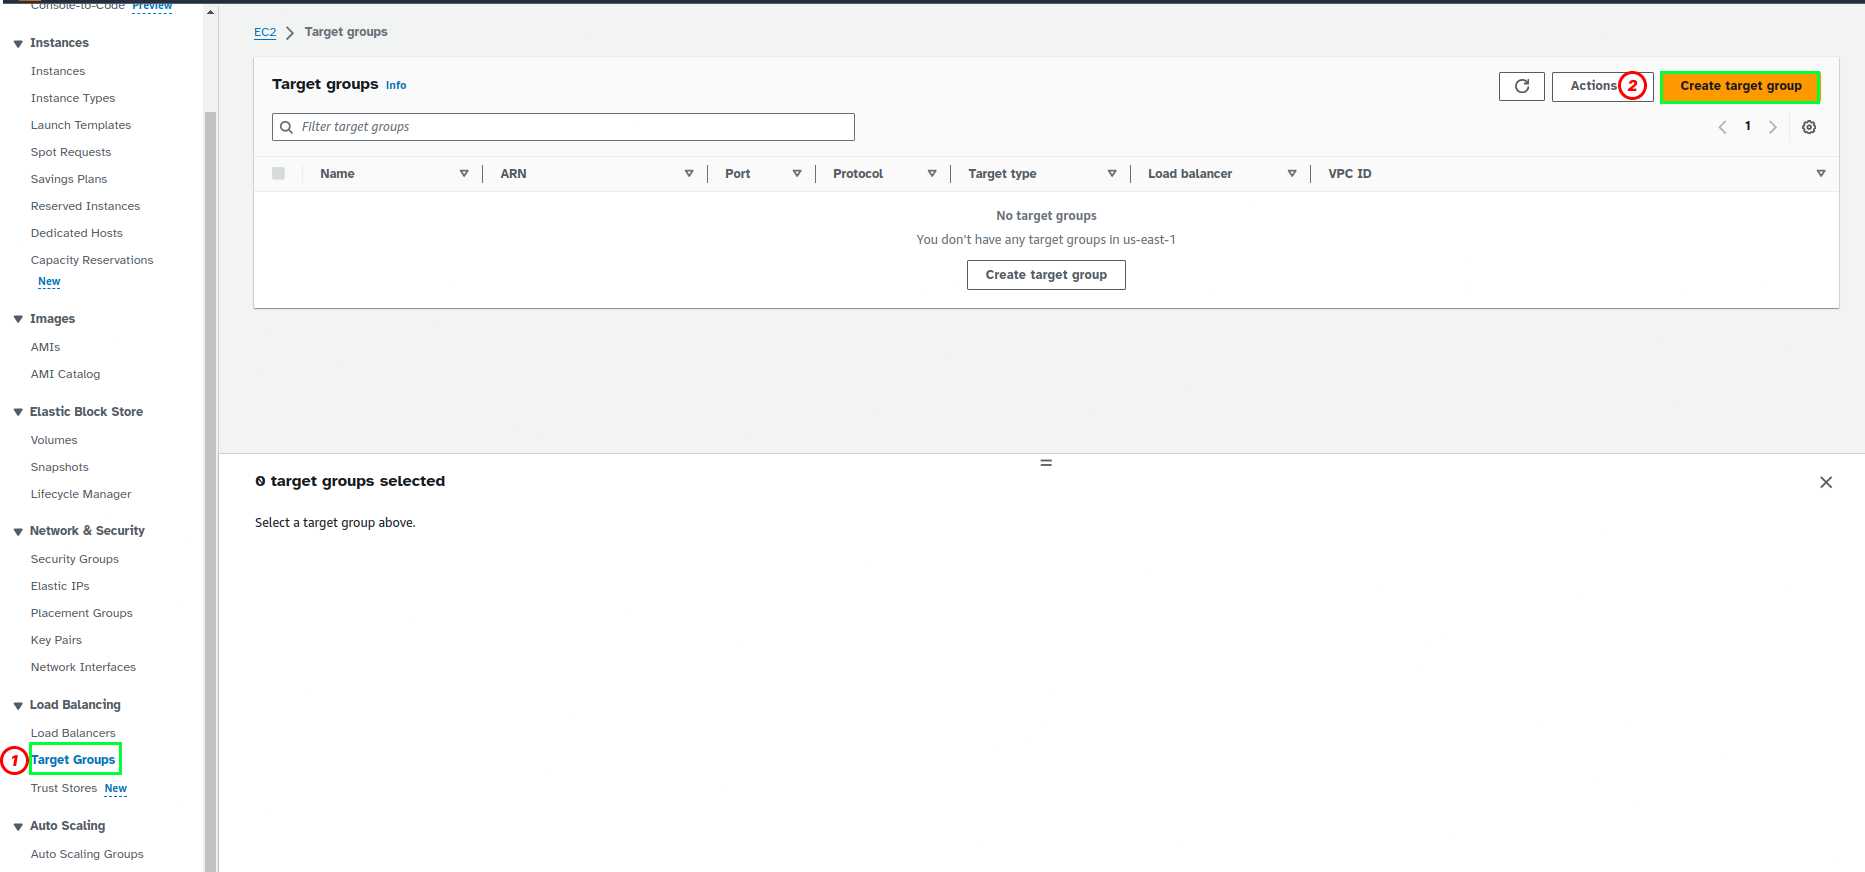 Console-to-Code Preview
Instances
Instances
Instance Types
Launch Templates
Spot Requests
Savings Plans
Reserved Instances
Dedicated Hosts
Capacity Reservations
New
Images
AMIs
AMI Catalog
Elastic Block Store
Volumes
Snapshots
Lifecycle Manager
Network & Security
Security Groups
Elastic IPs
Placement Groups
Key Pairs
Network Interfaces
Load Balancing
Load Balancers
1 Target Groups
Trust Stores New
Auto Scaling
Auto Scaling Groups
EC2 Target groups
Target groups Info
Actions 2 Create target group
Filter target groups
1
Name ARN Port Protocol Target type Load balancer VPC ID
No target groups
You don't have any target groups in us-east-1
Create target group
0 target groups selected
Select a target group above.